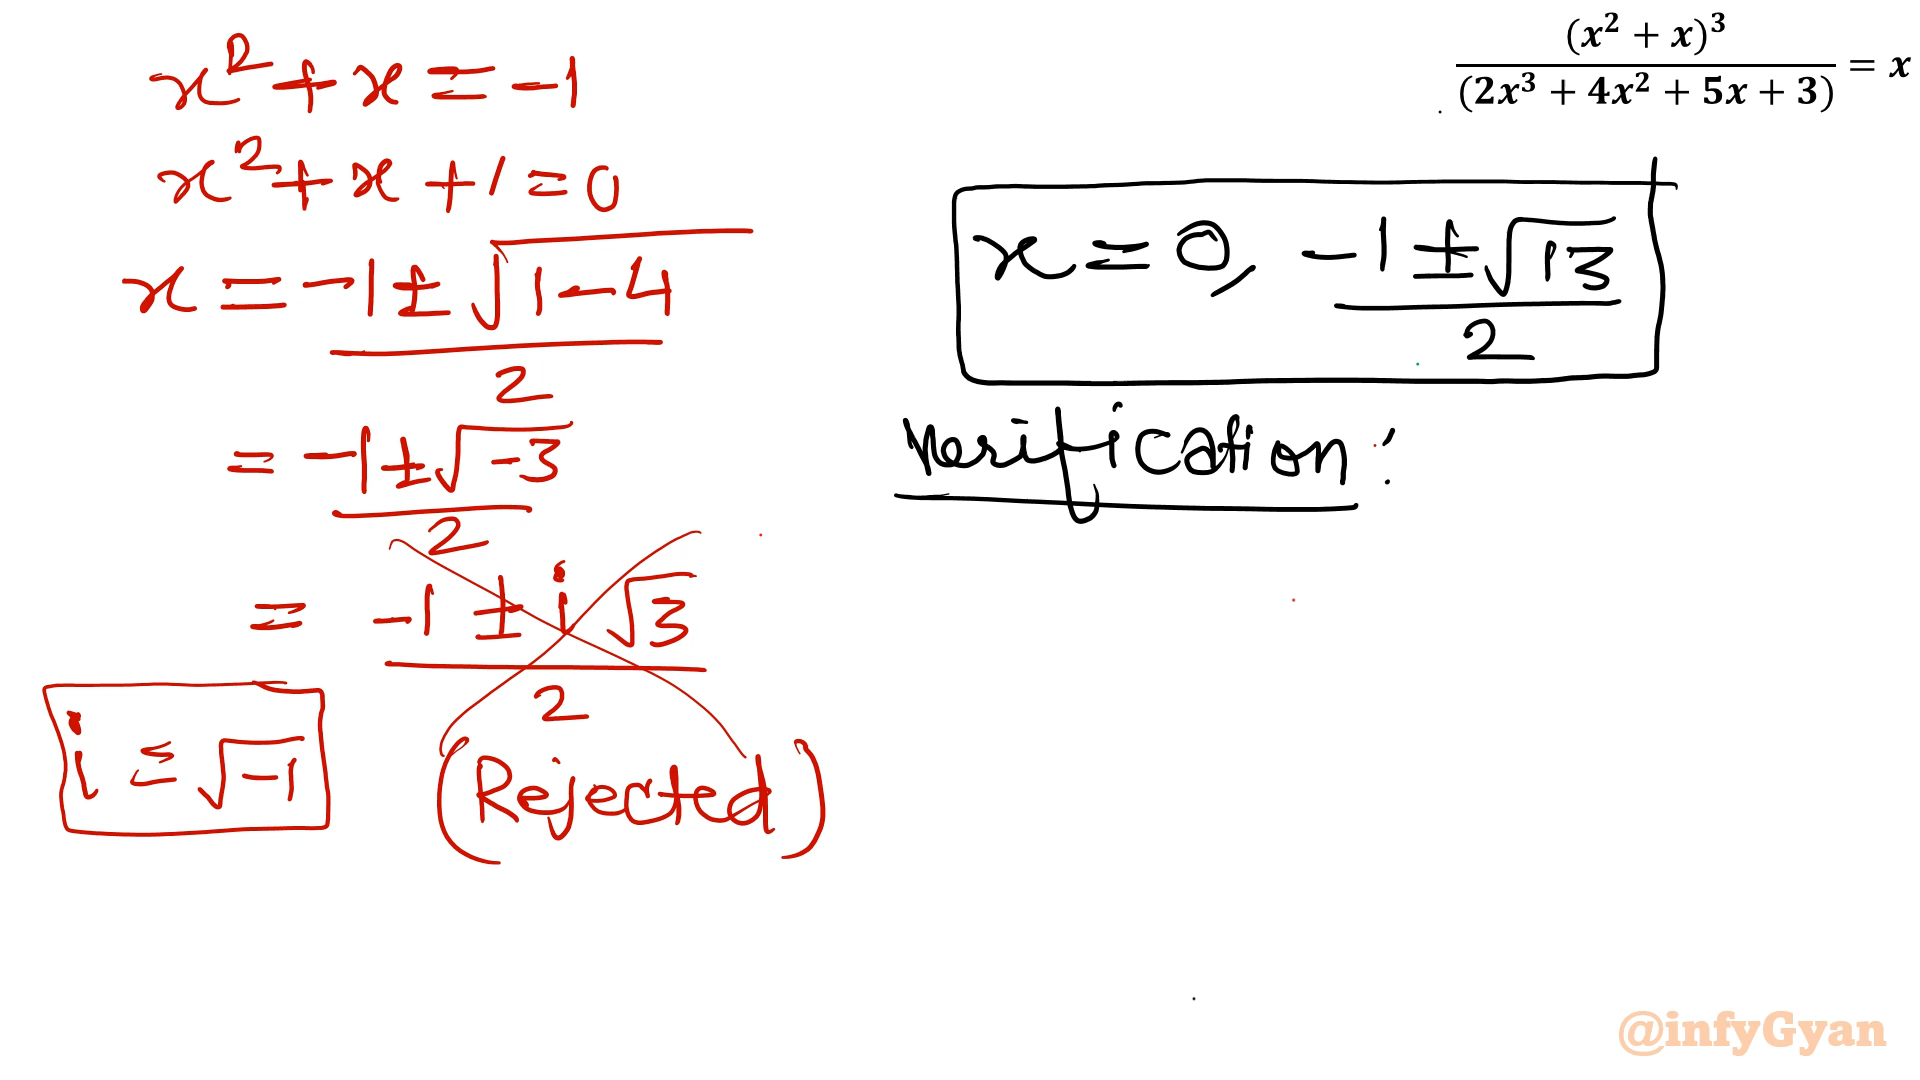 x² + x = -1
x² + x + 1 = 0
x = (-1 ± √(1 - 4))/2
= (-1 ± √(-3))/2
= (-1 ± i √3)/2
i = √-1
(Rejected)
(x² + x)³/(2x³ + 4x² + 5x + 3) = x
x = 0, (-1 ± √13)/2
Verification :
@infyGyan